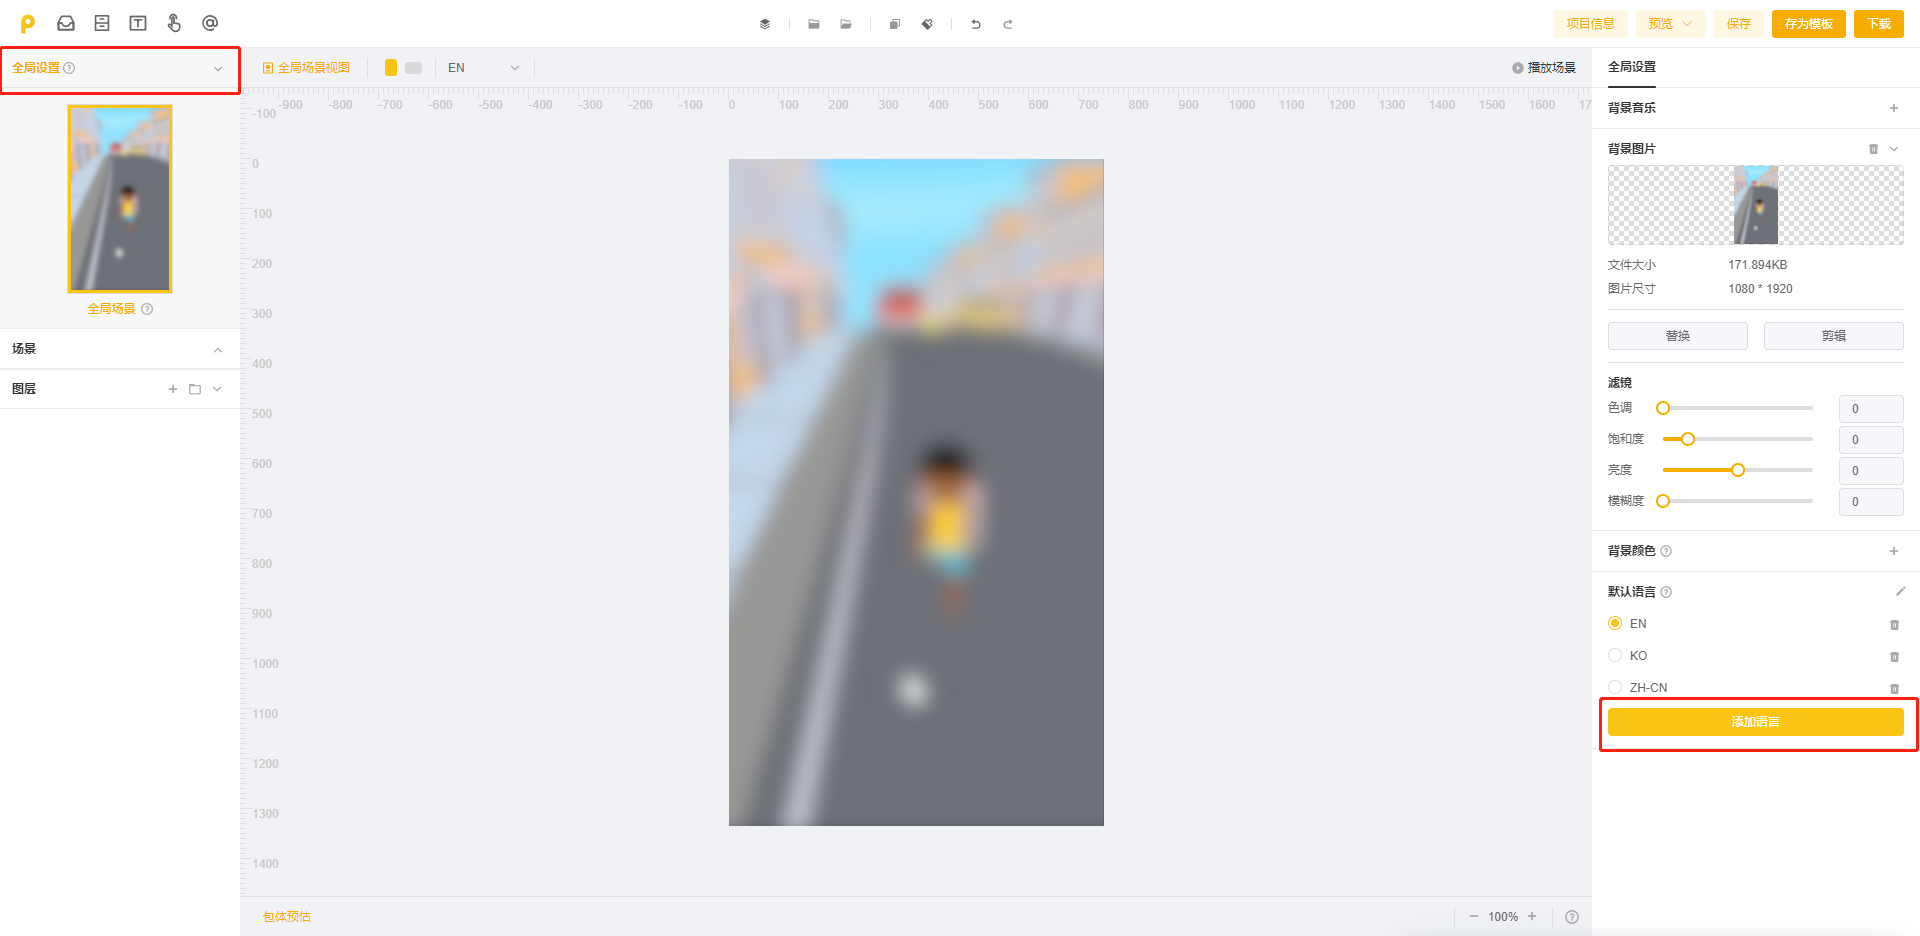 项目信息
预览
保存
存为模板
下载
全局设置
全局场景视图
EN
播放场景
全局设置
-900 -800 -700 -600 -500 -400 -300 -200 -100 0 100 200 300 400 500 600 700 800 900 1000 1100 1200 1300 1400 1500 1600 17
-100
0
100
200
300
400
500
600
700
800
900
1000
1100
1200
1300
1400
全局场景
场景
图层
背景音乐
背景图片
文件大小 171.894KB
图片尺寸 1080 * 1920
替换 剪辑
滤镜
色调 0
饱和度 0
亮度 0
模糊度 0
背景颜色
默认语言
EN
KO
ZH-CN
添加语言
包体预估
100%